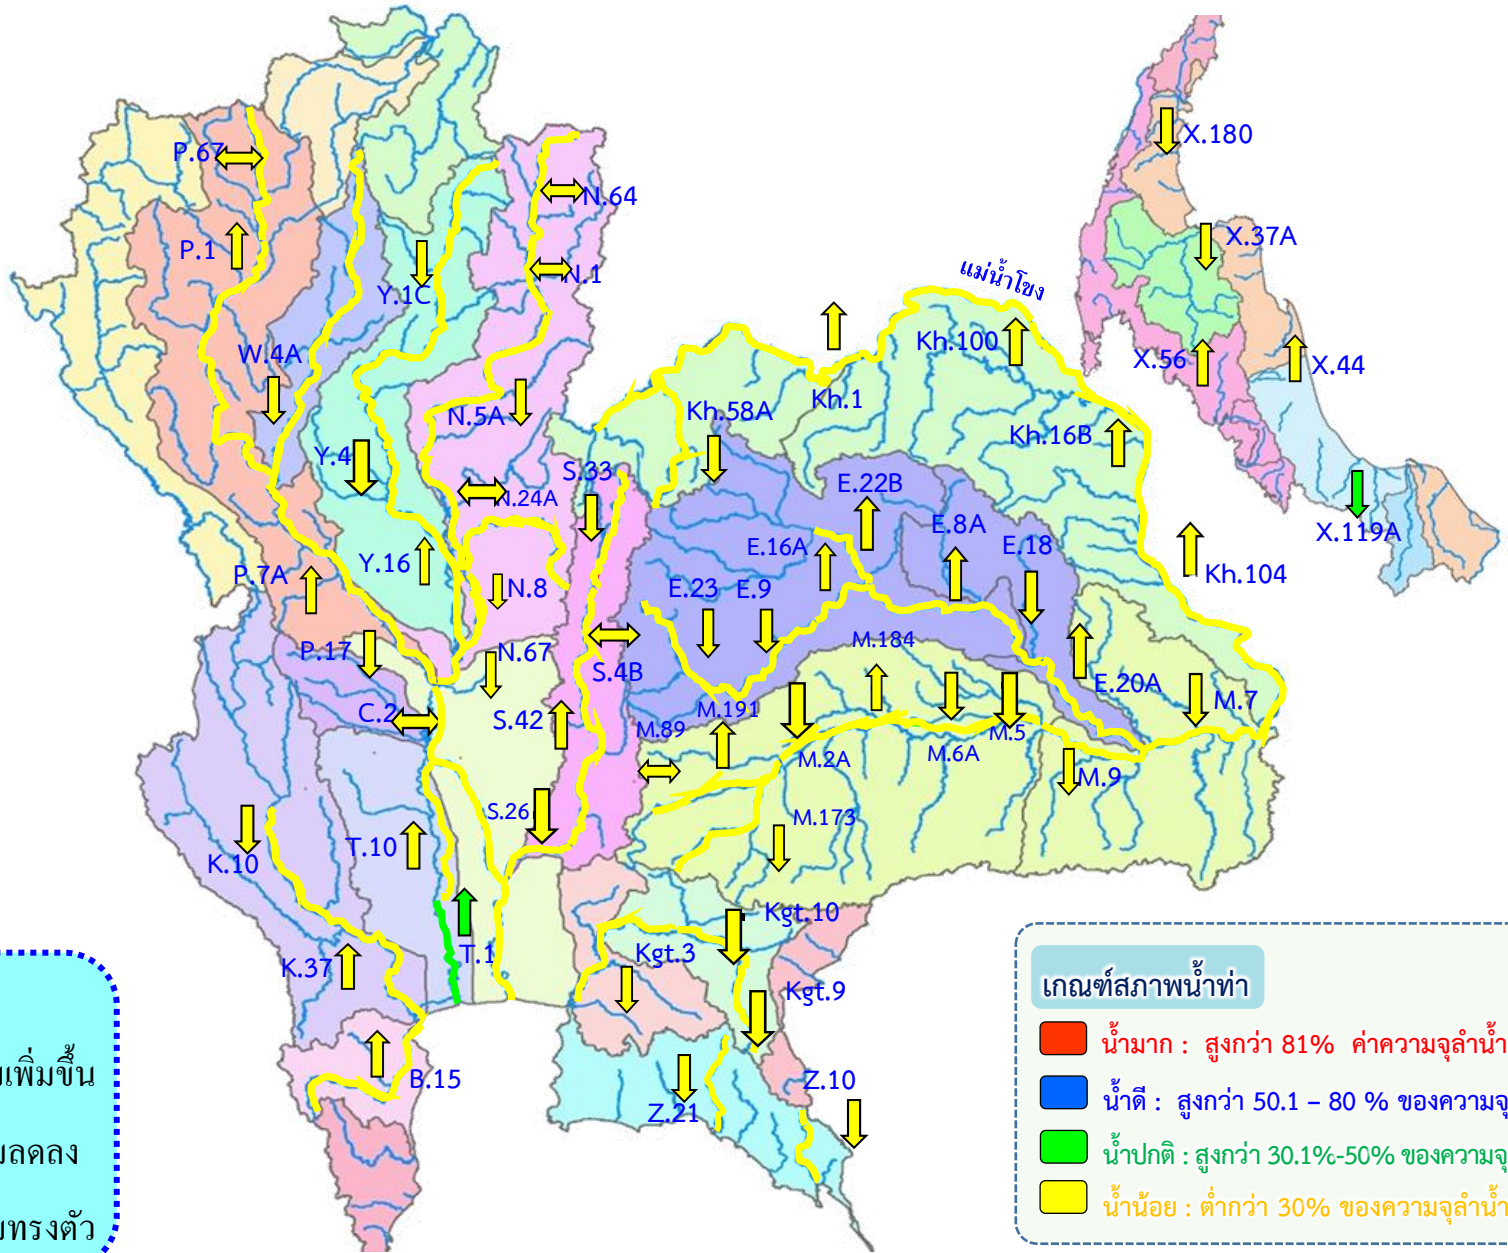 P.67
P.1
W.4A
Y.1C
N.64
N.1
N.5A
Y.4
N.24A
Y.16
N.8
P.7A
P.17
N.67
C.2
S.33
S.4B
S.42
S.26
K.10
T.10
T.1
K.37
B.15
แม่น้ำโขง
Kh.58A
Kh.1
Kh.100
Kh.16B
Kh.104
E.22B
E.16A
E.8A
E.18
E.23
E.9
E.20A
M.184
M.191
M.89
M.2A
M.6A
M.5
M.7
M.9
M.173
Kgt.10
Kgt.3
Kgt.9
Z.21
Z.10
X.180
X.37A
X.56
X.44
X.119A
เพิ่มขึ้น
ลดลง
ทรงตัว
เกณฑ์สภาพน้ำท่า
น้ำมาก : สูงกว่า 81% ค่าความจุลำน้ำ
น้ำดี : สูงกว่า 50.1 – 80 % ของความจุ
น้ำปกติ : สูงกว่า 30.1%-50% ของความจุ
น้ำน้อย : ต่ำกว่า 30% ของความจุลำน้ำ